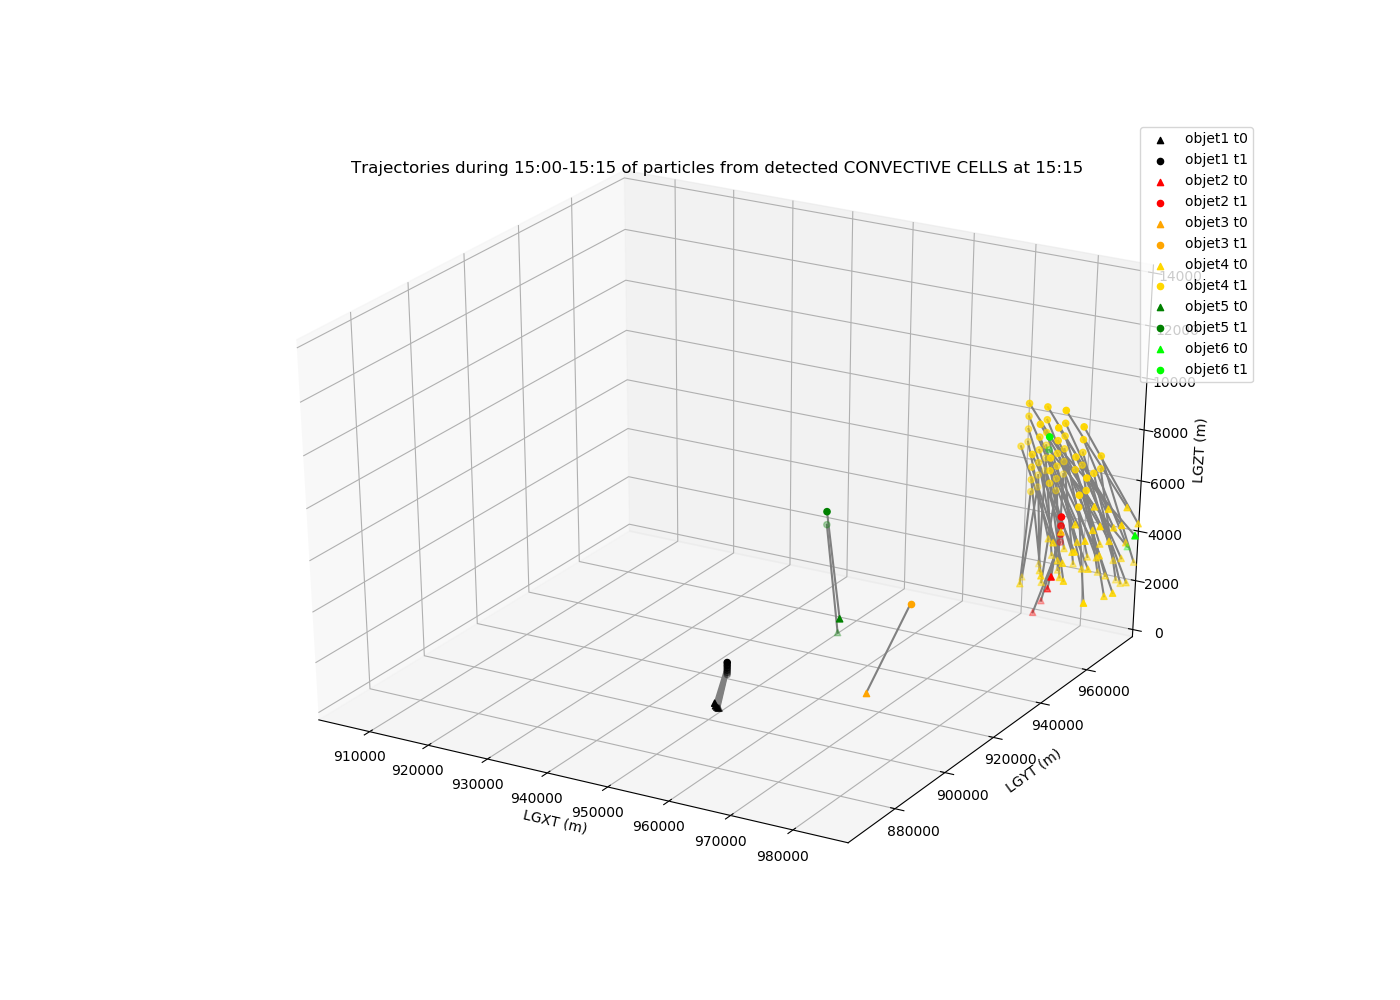 Trajectories during 15:00-15:15 of particles from detected CONVECTIVE CELLS at 15:15
objet1 t0
objet1 t1
objet2 t0
objet2 t1
objet3 t0
objet3 t1
objet4 t0
objet4 t1
objet5 t0
objet5 t1
objet6 t0
objet6 t1
14000
12000
10000
8000
6000
4000
2000
0
LGZT (m)
960000
940000
920000
900000
880000
LGYT (m)
910000
920000
930000
940000
950000
960000
970000
980000
LGXT (m)